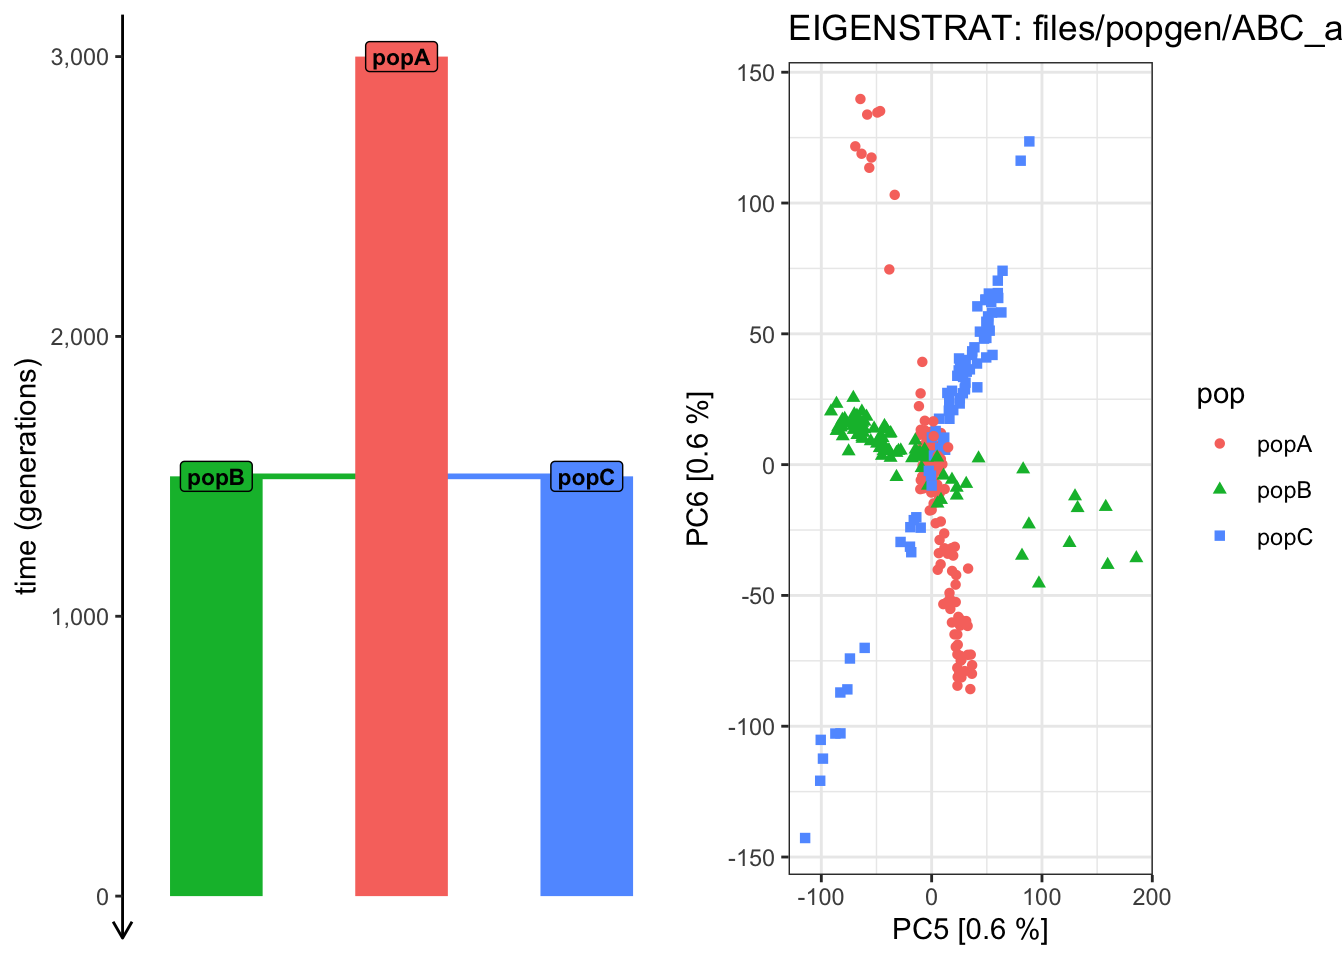 EIGENSTRAT: files/popgen/ABC_a
3,000
2,000
1,000
0
time (generations)
popA
popB
popC
150
100
50
0
-50
-100
-150
PC6 [0.6 %]
-100
0
100
200
PC5 [0.6 %]
pop
popA
popB
popC